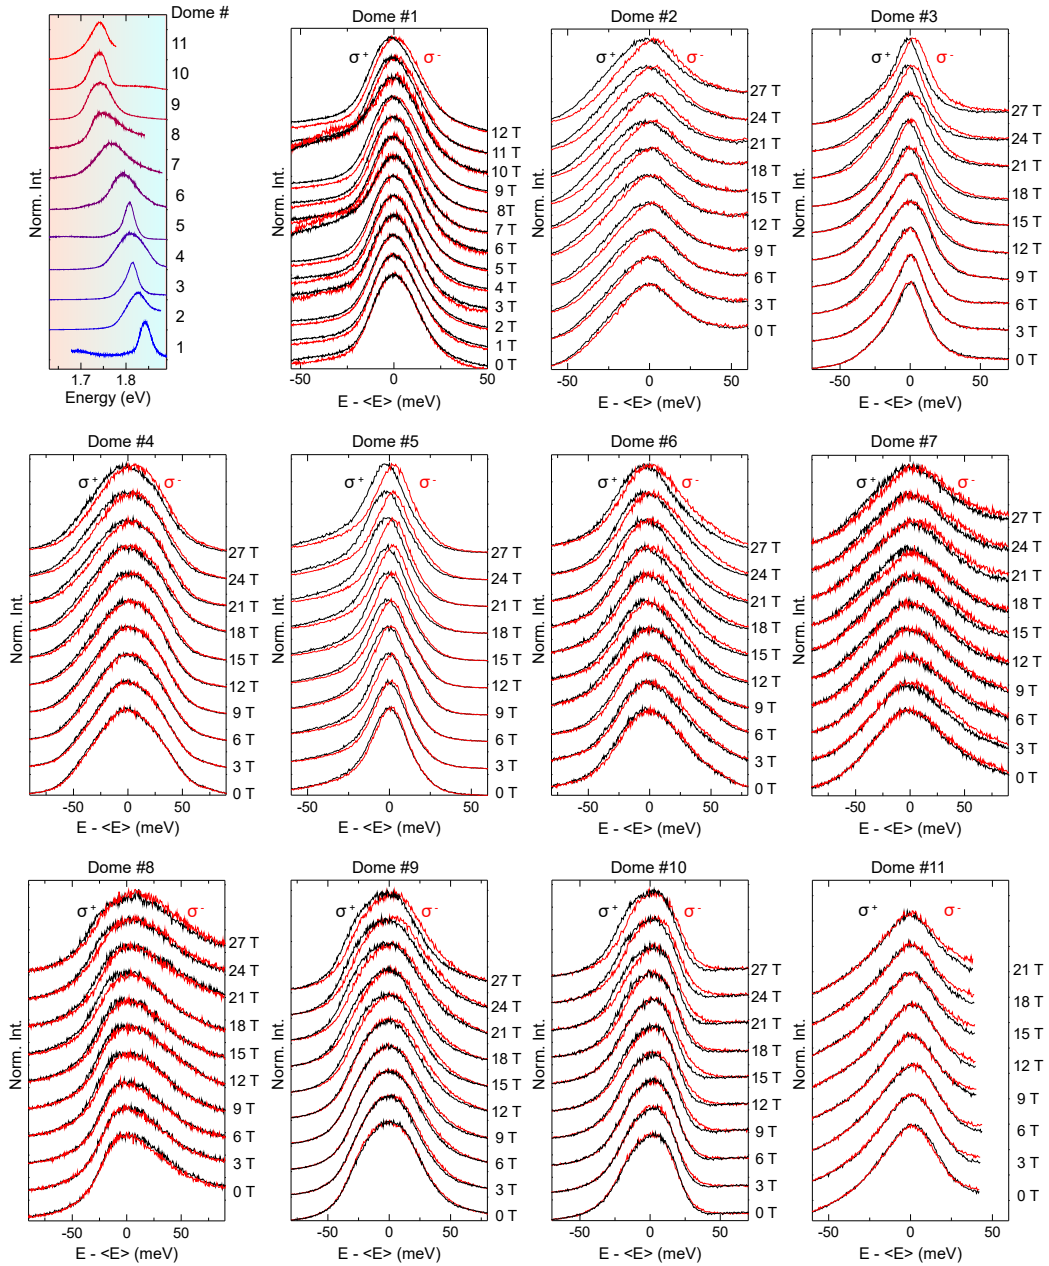 Dome #
11
10
9
8
7
6
5
4
3
2
1
Norm. Int.
1.7 1.8
Energy (eV)
Dome #1
σ+ σ-
12 T
11 T
10 T
9 T
8T
7 T
6 T
5 T
4 T
3 T
2 T
1 T
0 T
-50 0 50
E - <E> (meV)
Dome #2
σ+ σ-
27 T
24 T
21 T
18 T
15 T
12 T
9 T
6 T
3 T
0 T
Norm. Int.
-50 0 50
E - <E> (meV)
Dome #3
σ+ σ-
27 T
24 T
21 T
18 T
15 T
12 T
9 T
6 T
3 T
0 T
Norm. Int.
-50 0 50
E - <E> (meV)
Dome #4
σ+ σ-
27 T
24 T
21 T
18 T
15 T
12 T
9 T
6 T
3 T
0 T
Norm. Int.
-50 0 50
E - <E> (meV)
Dome #5
σ+ σ-
27 T
24 T
21 T
18 T
15 T
12 T
9 T
6 T
3 T
0 T
Norm. Int.
-50 0 50
E - <E> (meV)
Dome #6
σ+ σ-
27 T
24 T
21 T
18 T
15 T
12 T
9 T
6 T
3 T
0 T
Norm. Int.
-50 0 50
E - <E> (meV)
Dome #7
σ+ σ-
27 T
24 T
21 T
18 T
15 T
12 T
9 T
6 T
3 T
0 T
Norm. Int.
-50 0 50
E - <E> (meV)
Dome #8
σ+ σ-
27 T
24 T
21 T
18 T
15 T
12 T
9 T
6 T
3 T
0 T
Norm. Int.
-50 0 50
E - <E> (meV)
Dome #9
σ+ σ-
27 T
24 T
21 T
18 T
15 T
12 T
9 T
6 T
3 T
0 T
Norm. Int.
-50 0 50
E - <E> (meV)
Dome #10
σ+ σ-
27 T
24 T
21 T
18 T
15 T
12 T
9 T
6 T
3 T
0 T
Norm. Int.
-50 0 50
E - <E> (meV)
Dome #11
σ+ σ-
21 T
18 T
15 T
12 T
9 T
6 T
3 T
0 T
Norm. Int.
-50 0 50
E - <E> (meV)